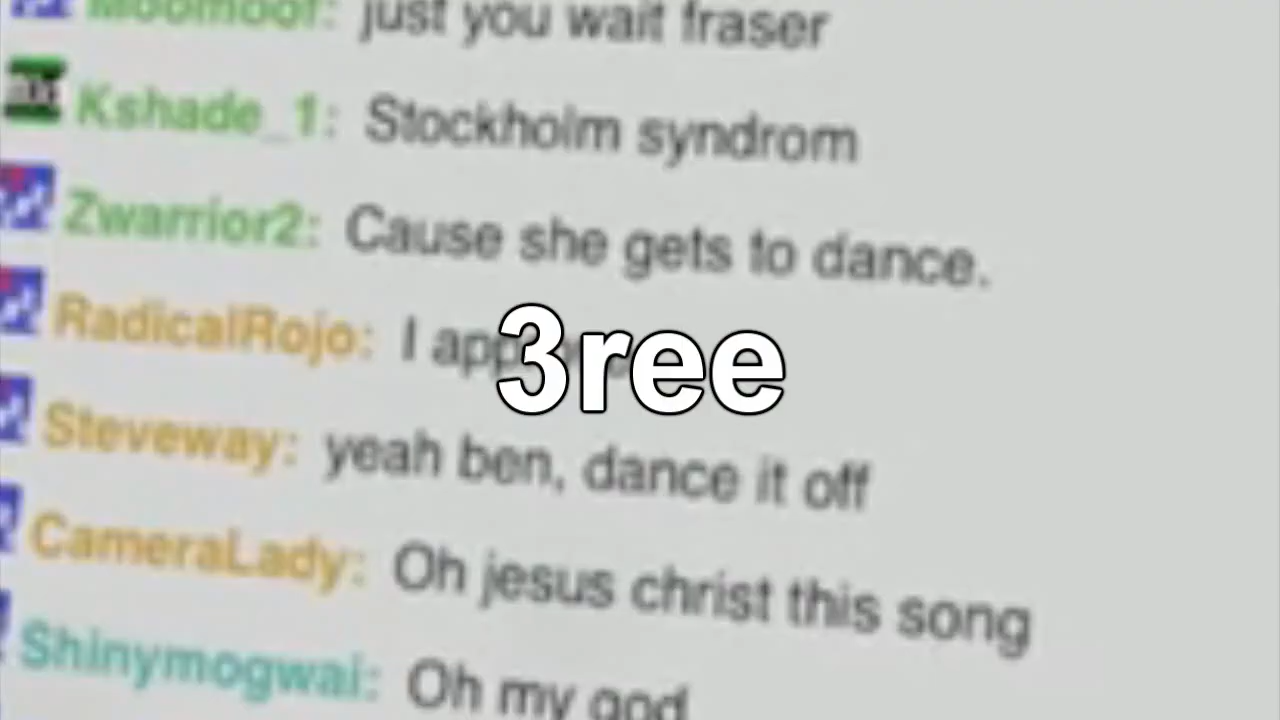 Moomoof: just you wait fraser
Kshade_1: Stockholm syndrom
Zwarrior2: Cause she gets to dance.
RadicalRojo: I
3ree
Steveway: yeah ben, dance it off
CameraLady: Oh jesus christ this song
Shinymogwai: Oh my god